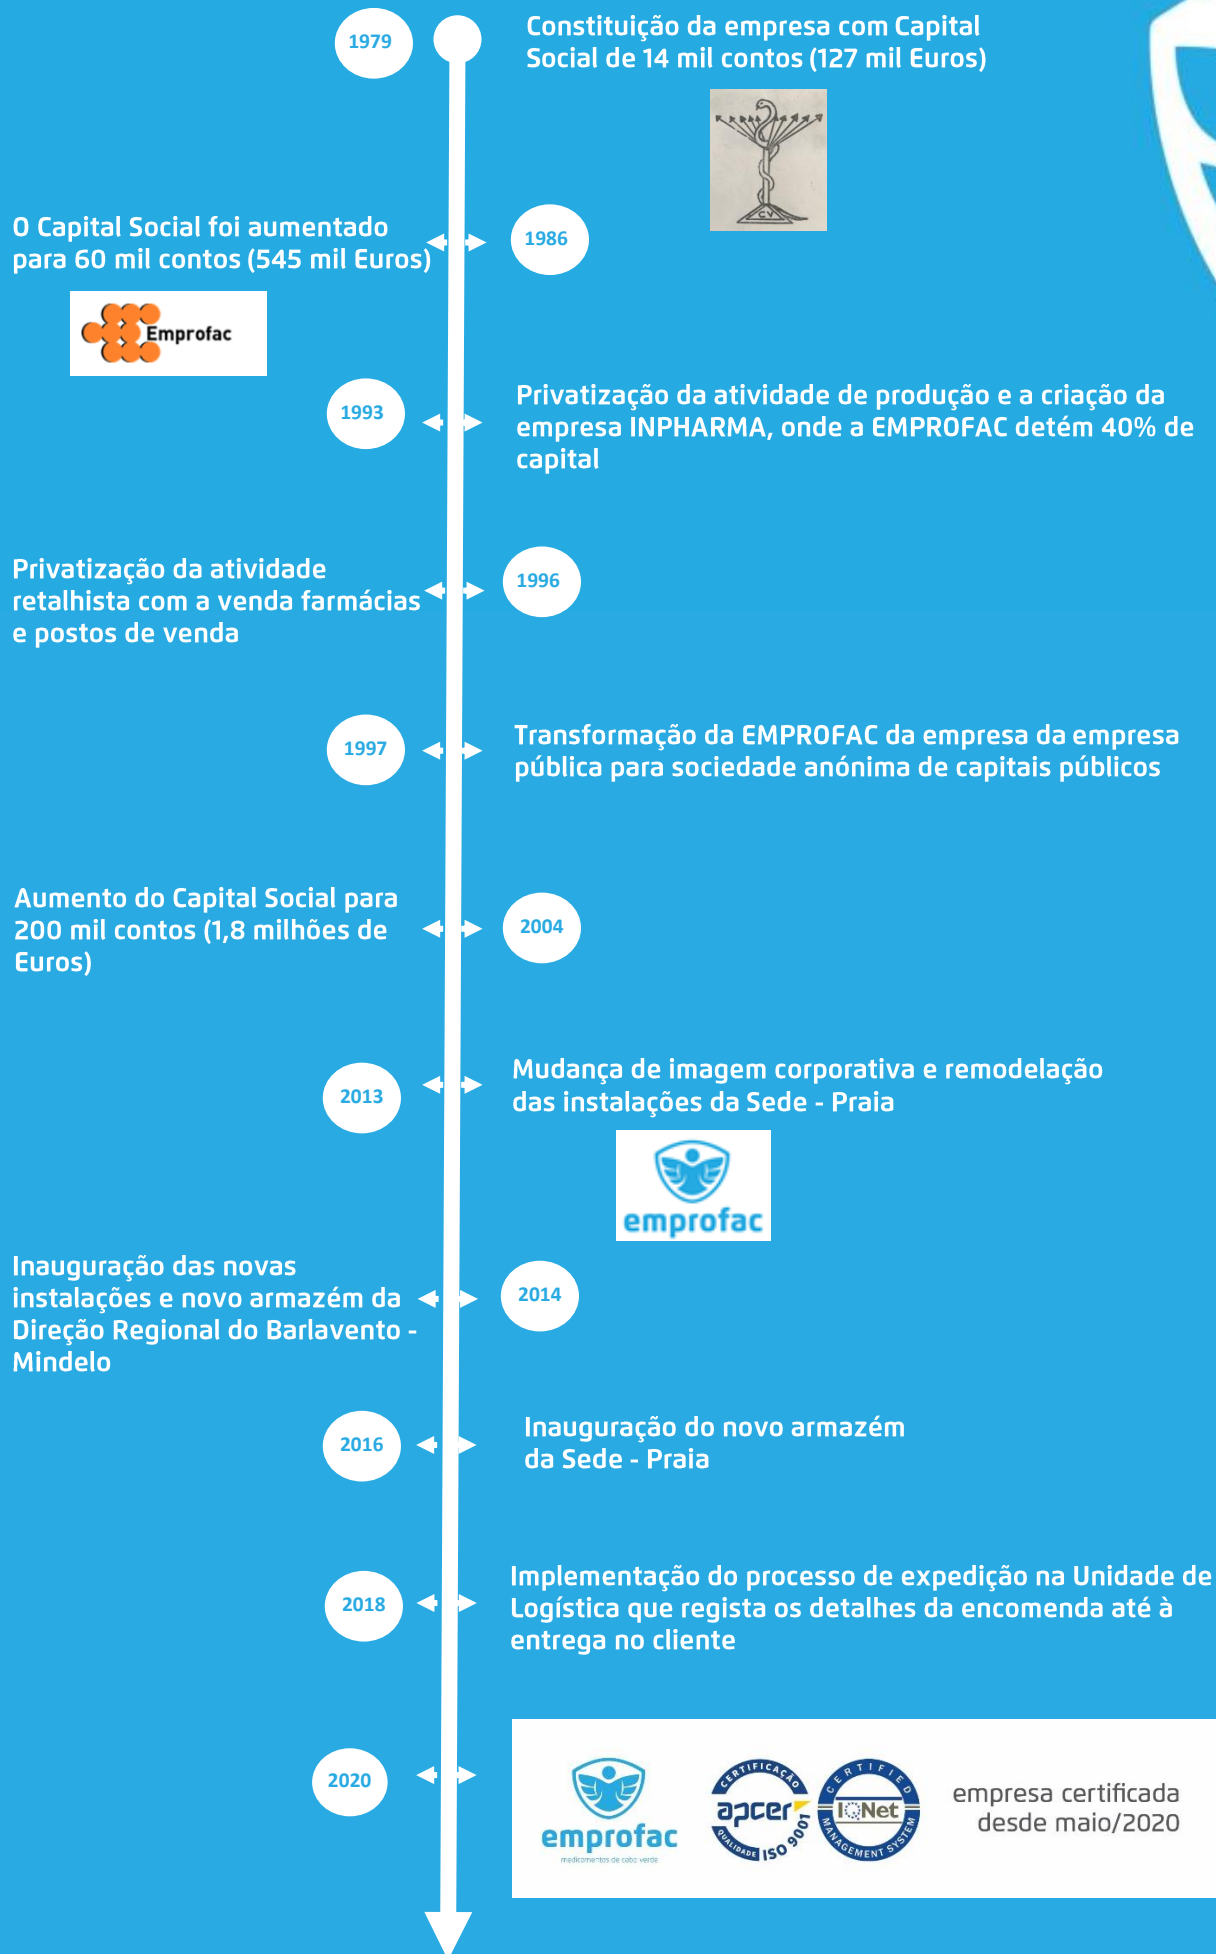 1979
Constituição da empresa com Capital
Social de 14 mil contos (127 mil Euros)
CV
O Capital Social foi aumentado
para 60 mil contos (545 mil Euros)
1986
Emprofac
1993
Privatização da atividade de produção e a criação da
empresa INPHARMA, onde a EMPROFAC detém 40% de
capital
Privatização da atividade
retalhista com a venda farmácias
e postos de venda
1996
1997
Transformação da EMPROFAC da empresa da empresa
pública para sociedade anónima de capitais públicos
Aumento do Capital Social para
200 mil contos (1,8 milhões de
Euros)
2004
2013
Mudança de imagem corporativa e remodelação
das instalações da Sede - Praia
emprofac
Inauguração das novas
instalações e novo armazém da
Direção Regional do Barlavento -
Mindelo
2014
2016
Inauguração do novo armazém
da Sede - Praia
2018
Implementação do processo de expedição na Unidade de
Logística que regista os detalhes da encomenda até à
entrega no cliente
2020
emprofac
medicamentos de cabo verde
CERTIFICAÇÃO
apcer
QUALIDADE ISO 9001
CERTIFIED
IQNet
MANAGEMENT SYSTEM
empresa certificada
desde maio/2020